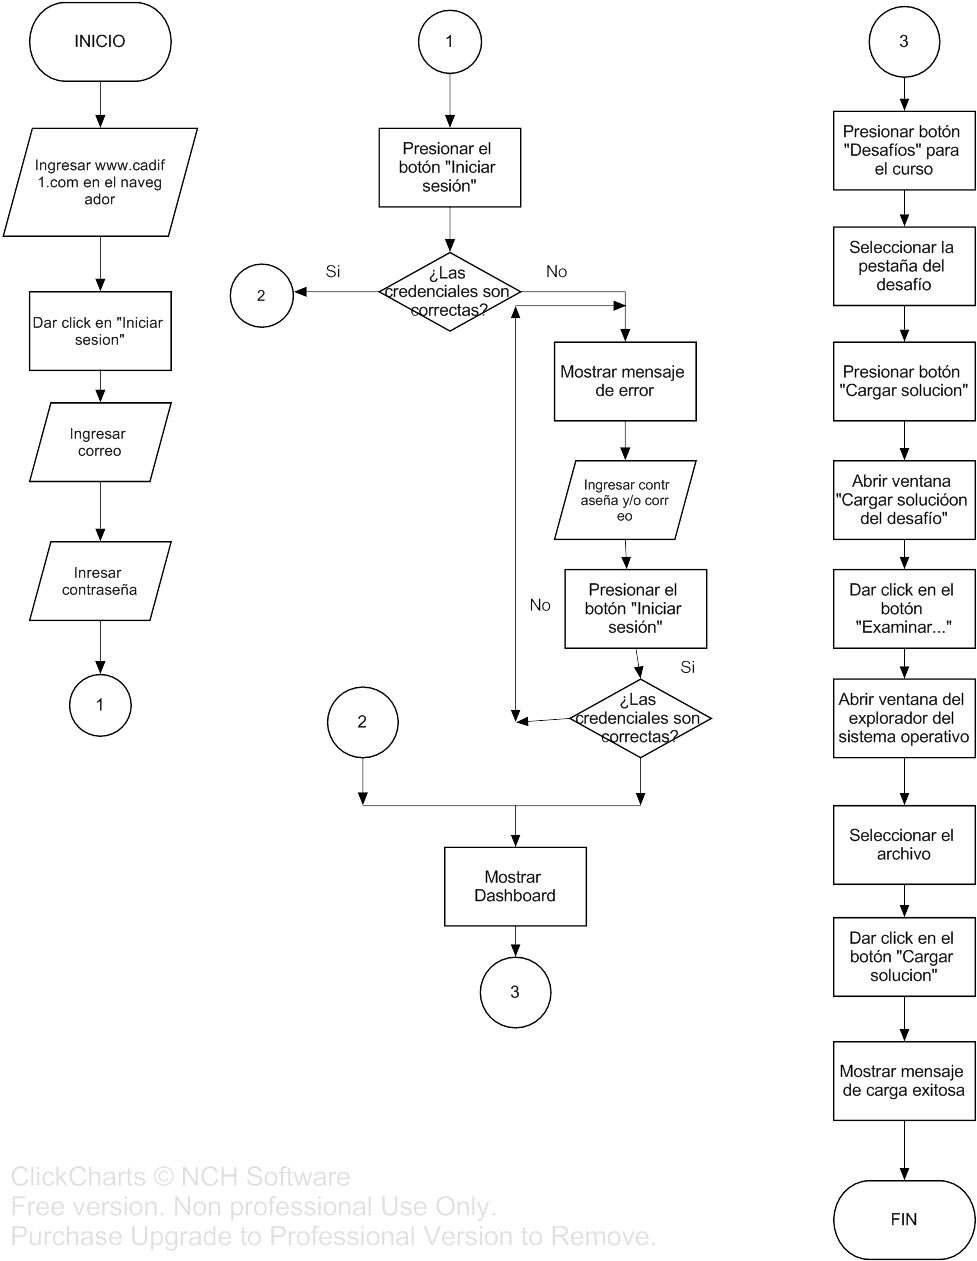 INICIO
Ingresar www.cadif
1.com en el naveg
ador
Dar click en "Iniciar
sesion"
Ingresar
correo
Inresar
contraseña
1
1
Presionar el
botón "Iniciar
sesión"
¿Las
credenciales son
correctas?
Si
No
2
Mostrar mensaje
de error
Ingresar contr
aseña y/o corr
eo
Presionar el
botón "Iniciar
sesión"
No
Si
¿Las
credenciales son
correctas?
2
Mostrar
Dashboard
3
3
Presionar botón
"Desafíos" para
el curso
Seleccionar la
pestaña del
desafío
Presionar botón
"Cargar solucion"
Abrir ventana
"Cargar solucióon
del desafío"
Dar click en el
botón
"Examinar..."
Abrir ventana del
explorador del
sistema operativo
Seleccionar el
archivo
Dar click en el
botón "Cargar
solucion"
Mostrar mensaje
de carga exitosa
FIN
ClickCharts © NCH Software
Free version. Non professional Use Only.
Purchase Upgrade to Professional Version to Remove.